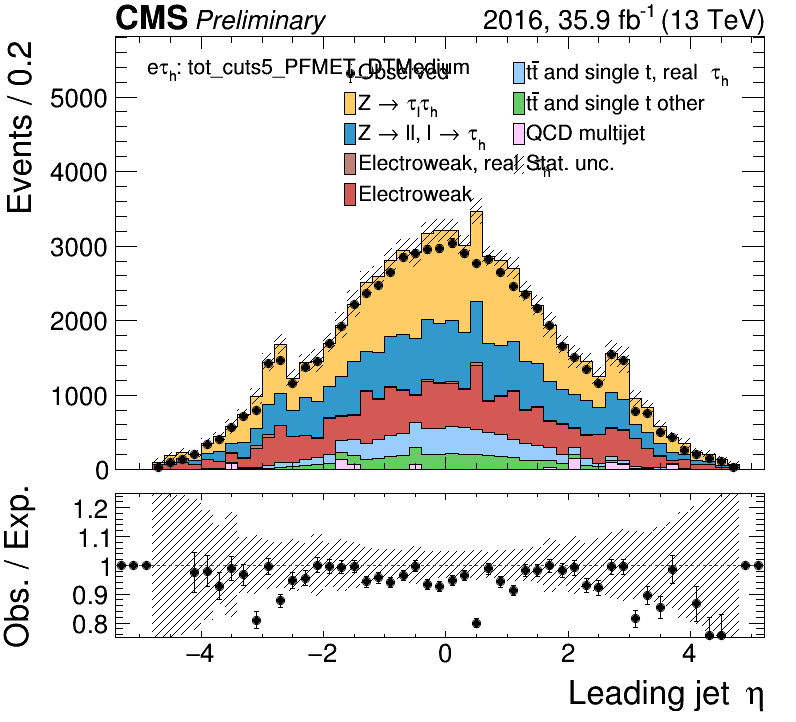 CMS Preliminary 2016, 35.9 fb⁻¹ (13 TeV)
eτh: tot_cuts5_PFMET_DTMedium
Observed
Z → τlτh
Z → ll, l → τh
Electroweak, real τh
Electroweak
tt̄ and single t, real τh
tt̄ and single t other
QCD multijet
Stat. unc.
Events / 0.2
5000
4000
3000
2000
1000
0
Obs. / Exp.
1.2
1.1
1
0.9
0.8
−4 −2 0 2 4
Leading jet η